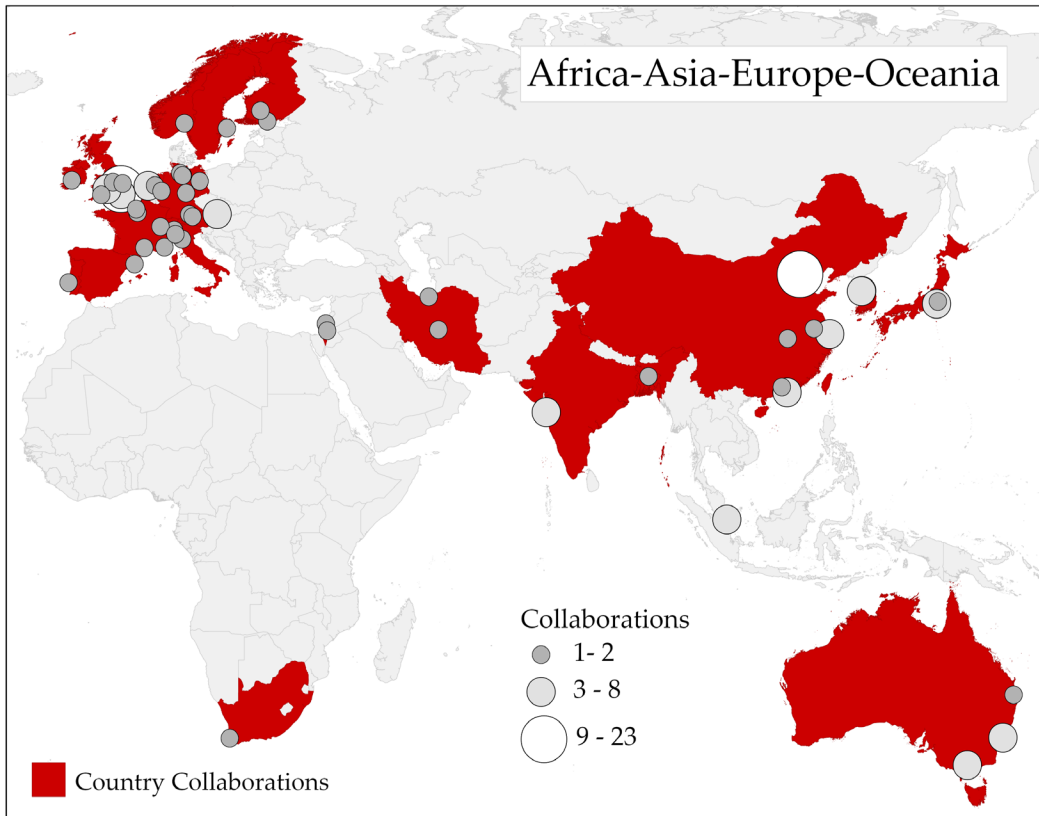 Africa-Asia-Europe-Oceania
Collaborations
1- 2
3 - 8
9 - 23
Country Collaborations